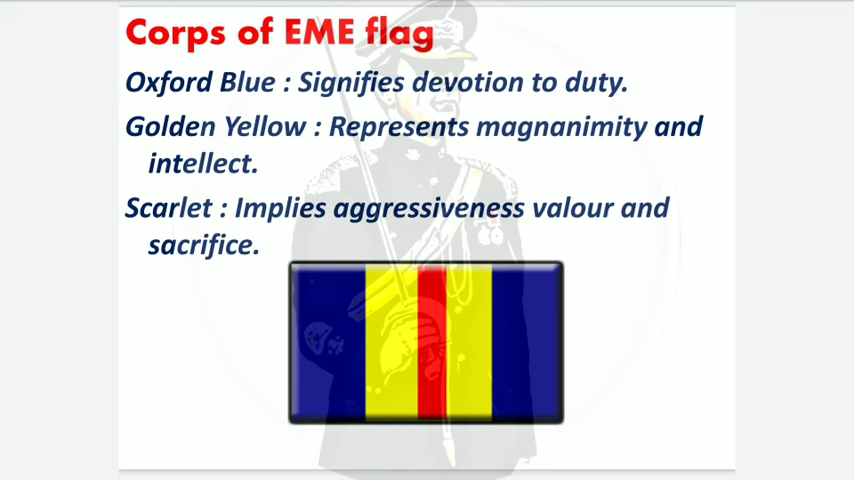 Corps of EME flag
Oxford Blue : Signifies devotion to duty.
Golden Yellow : Represents magnanimity and
intellect.
Scarlet : Implies aggressiveness valour and
sacrifice.